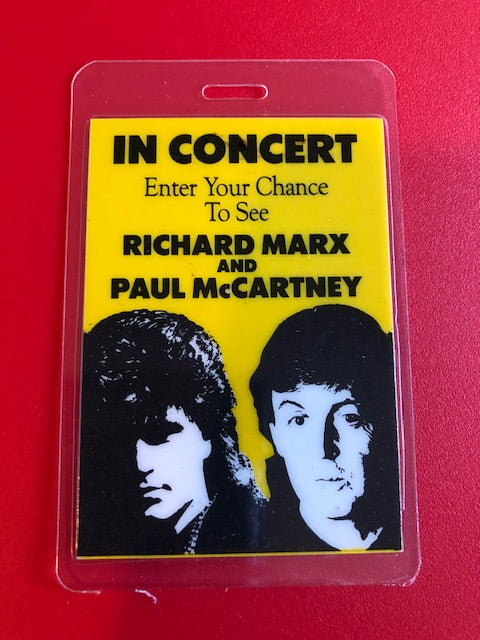 IN CONCERT
Enter Your Chance
To See
RICHARD MARX
AND
PAUL McCARTNEY